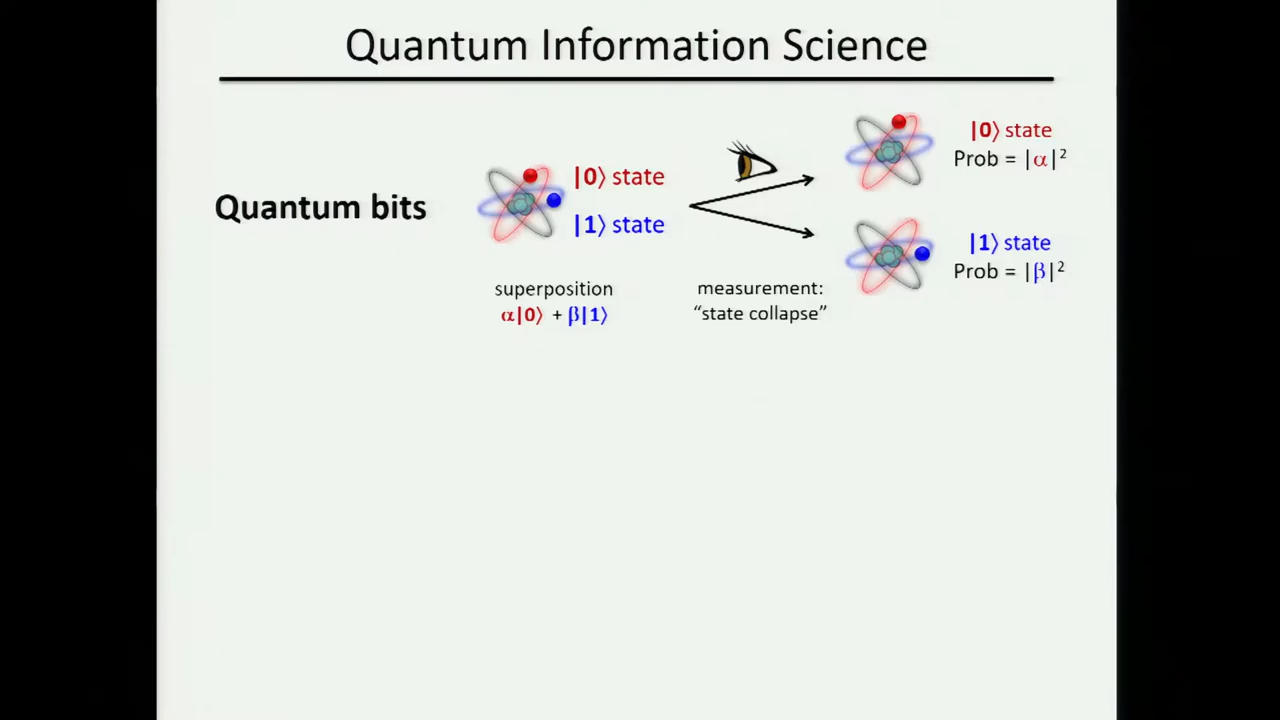 Quantum Information Science
Quantum bits
|0⟩ state
|1⟩ state
superposition
α|0⟩ + β|1⟩
measurement:
“state collapse”
|0⟩ state
Prob = |α|²
|1⟩ state
Prob = |β|²